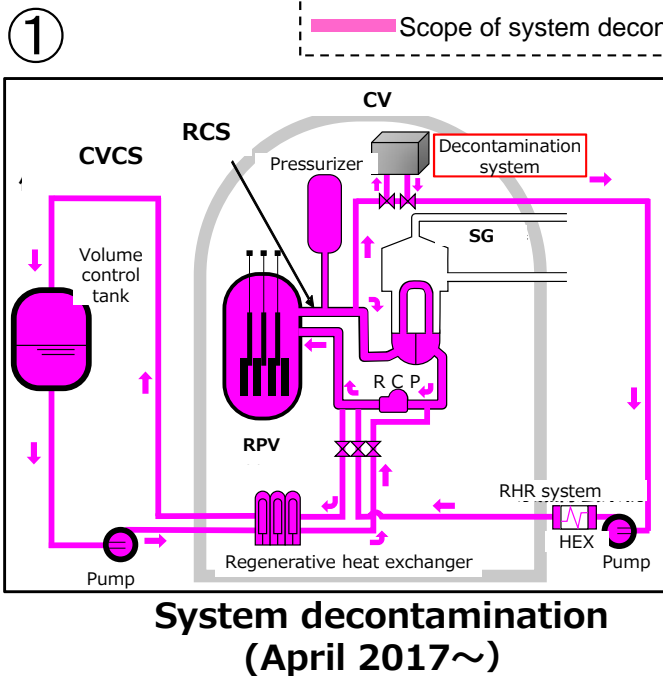 ①
Scope of system decon
CV
RCS
CVCS
Pressurizer
Decontamination
system
SG
Volume
control
tank
R C P
RPV
RHR system
HEX
Pump
Regenerative heat exchanger
Pump
System decontamination
(April 2017～)